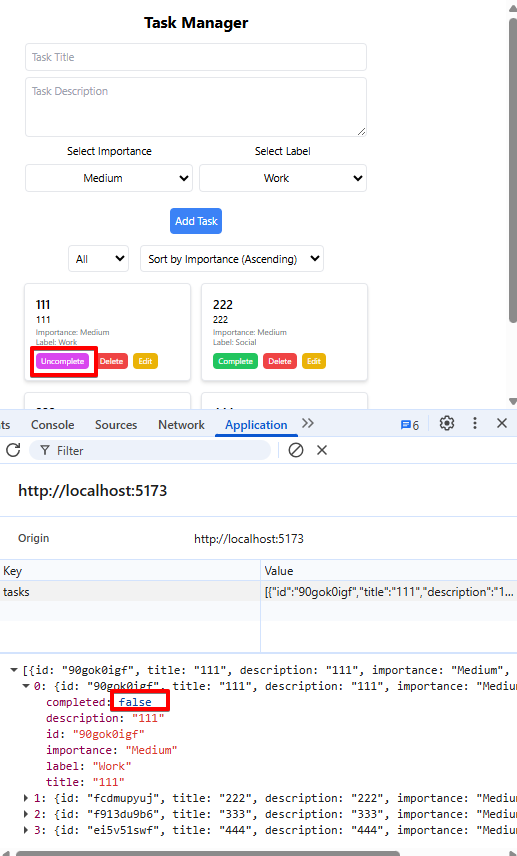 Task Manager
Task Title
Task Description
Select Importance Select Label
Medium Work
Add Task
All Sort by Importance (Ascending)
111 222
111 222
Importance: Medium Importance: Medium
Label: Work Label: Social
Uncomplete Delete Edit Complete Delete Edit
ts Console Sources Network Application 6
Filter
http://localhost:5173
Origin http://localhost:5173
Key Value
tasks [{"id":"90gok0igf","title":"111","description":"1...
[{id: "90gok0igf", title: "111", description: "111", importance: "Medium",
0: {id: "90gok0igf", title: "111", description: "111", importance: "Mediu
completed: false
description: "111"
id: "90gok0igf"
importance: "Medium"
label: "Work"
title: "111"
1: {id: "fcdmupyuj", title: "222", description: "222", importance: "Mediu
2: {id: "f913du9b6", title: "333", description: "333", importance: "Mediu
3: {id: "ei5v51swf", title: "444", description: "444", importance: "Mediu